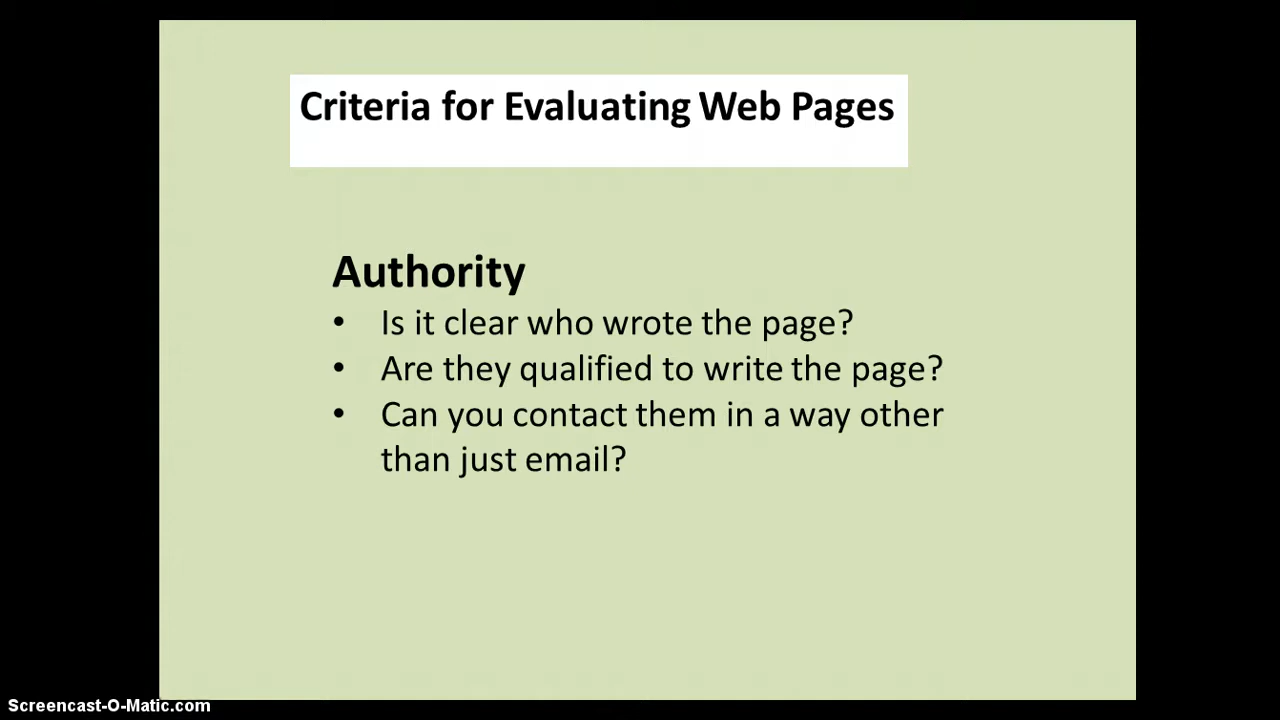 Criteria for Evaluating Web Pages
Authority
• Is it clear who wrote the page?
• Are they qualified to write the page?
• Can you contact them in a way other
than just email?
Screencast-O-Matic.com